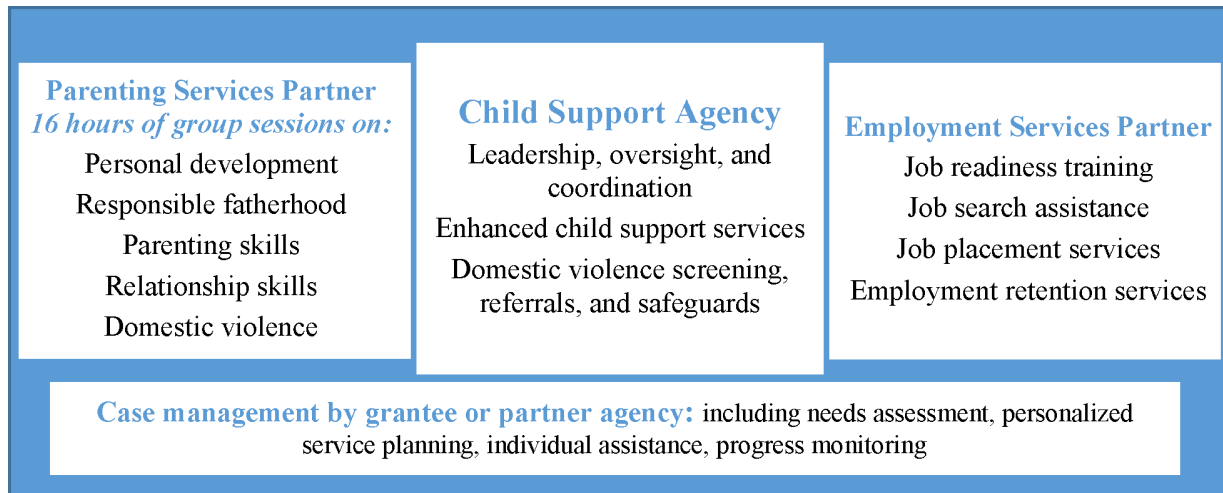 Parenting Services Partner
16 hours of group sessions on:
Personal development
Responsible fatherhood
Parenting skills
Relationship skills
Domestic violence
Child Support Agency
Leadership, oversight, and
coordination
Enhanced child support services
Domestic violence screening,
referrals, and safeguards
Employment Services Partner
Job readiness training
Job search assistance
Job placement services
Employment retention services
Case management by grantee or partner agency: including needs assessment, personalized
service planning, individual assistance, progress monitoring